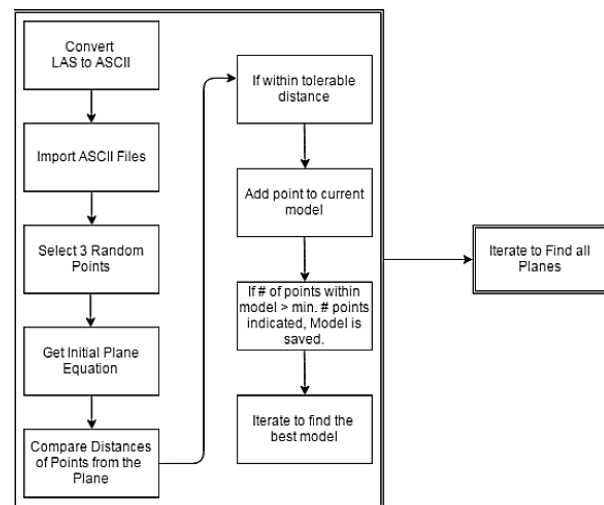 Convert
LAS to ASCII
Import ASCII Files
Select 3 Random
Points
Get Initial Plane
Equation
Compare Distances
of Points from the
Plane
If within tolerable
distance
Add point to current
model
If # of points within
model > min. # points
indicated, Model is
saved.
Iterate to find the
best model
Iterate to Find all
Planes